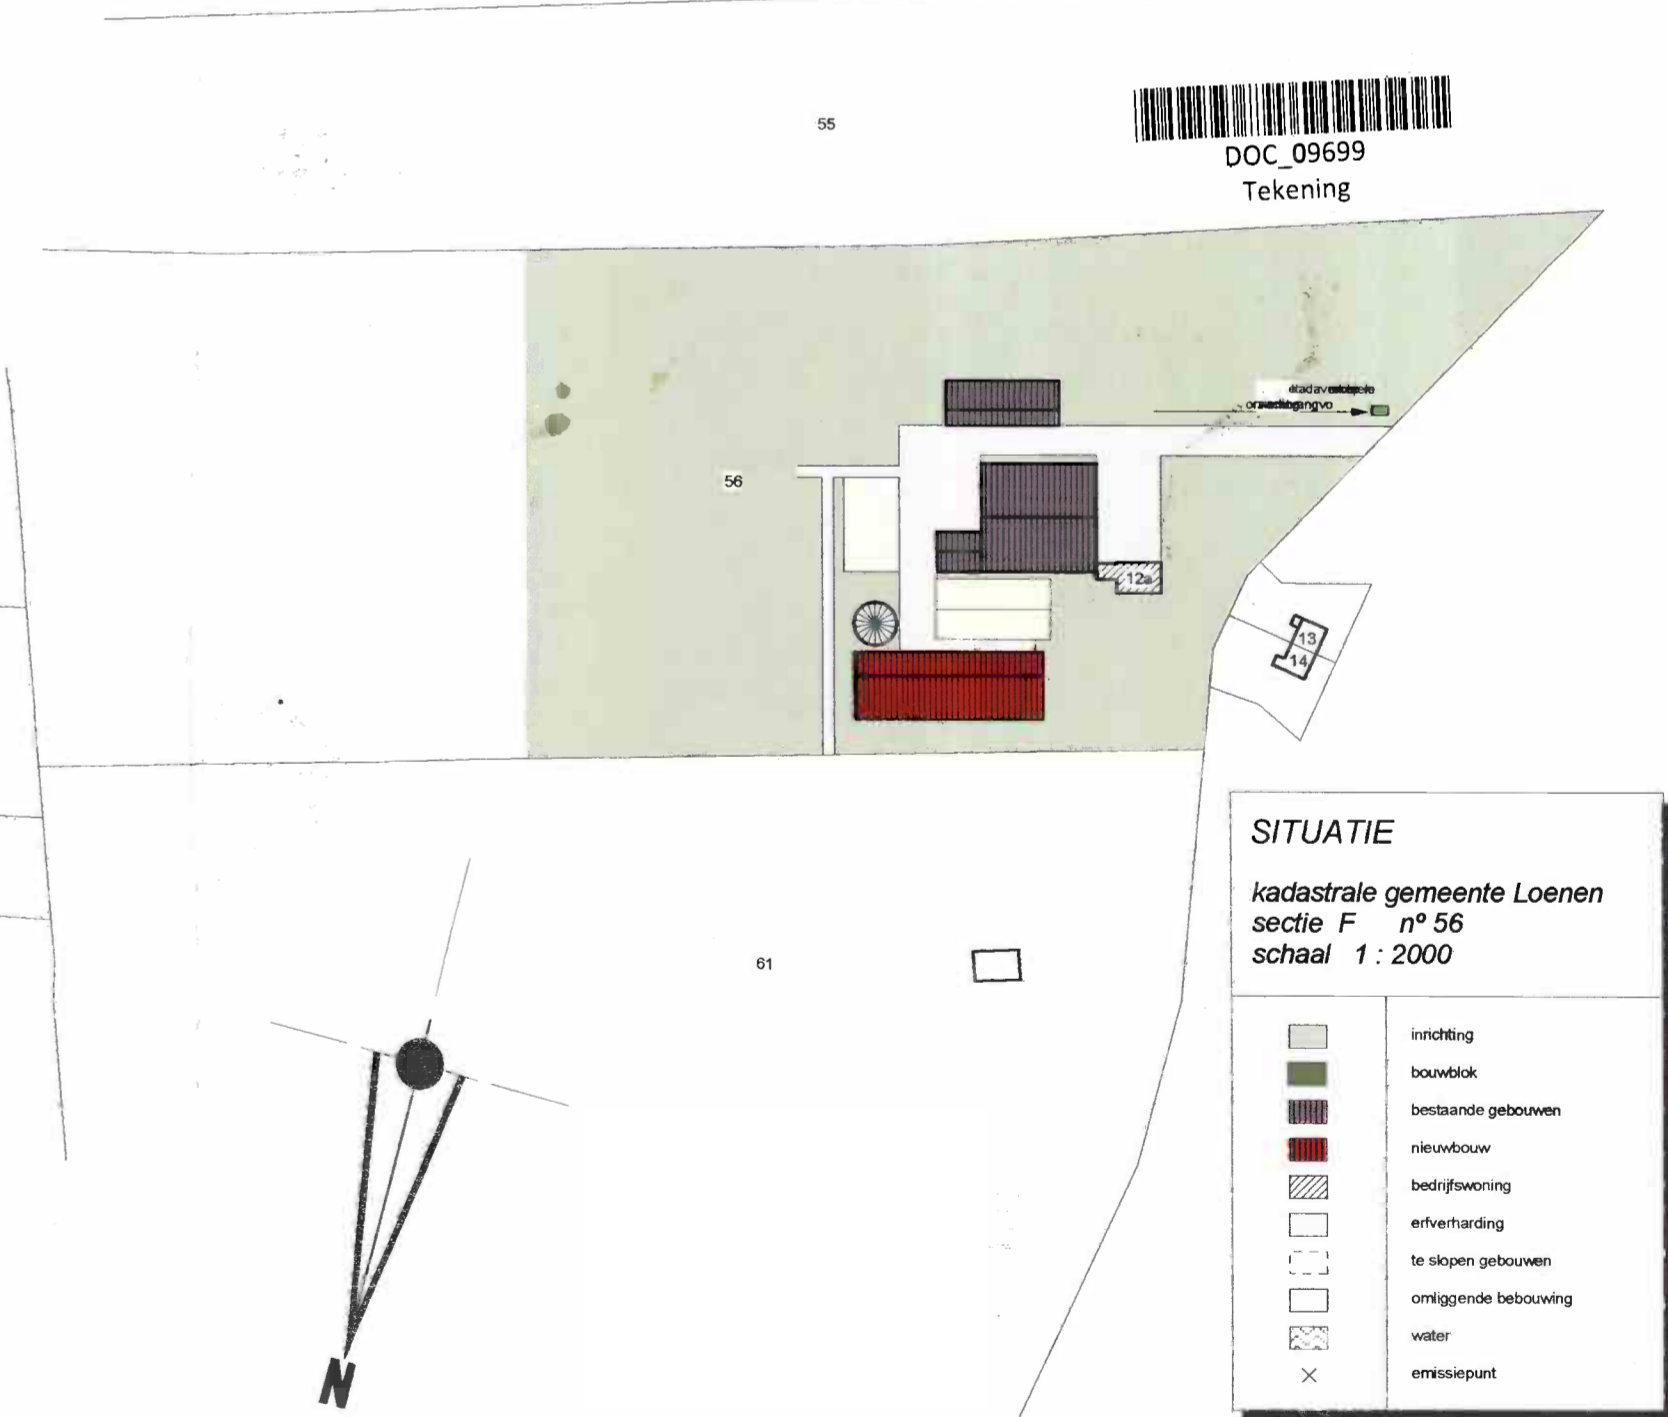 55
DOC_09699
Tekening
56
12a
13
14
61
N
SITUATIE
kadastrale gemeente Loenen
sectie F nº 56
schaal 1 : 2000
inrichting
bouwblok
bestaande gebouwen
nieuwbouw
bedrijfswoning
erfverharding
te slopen gebouwen
omliggende bebouwing
water
emissiepunt